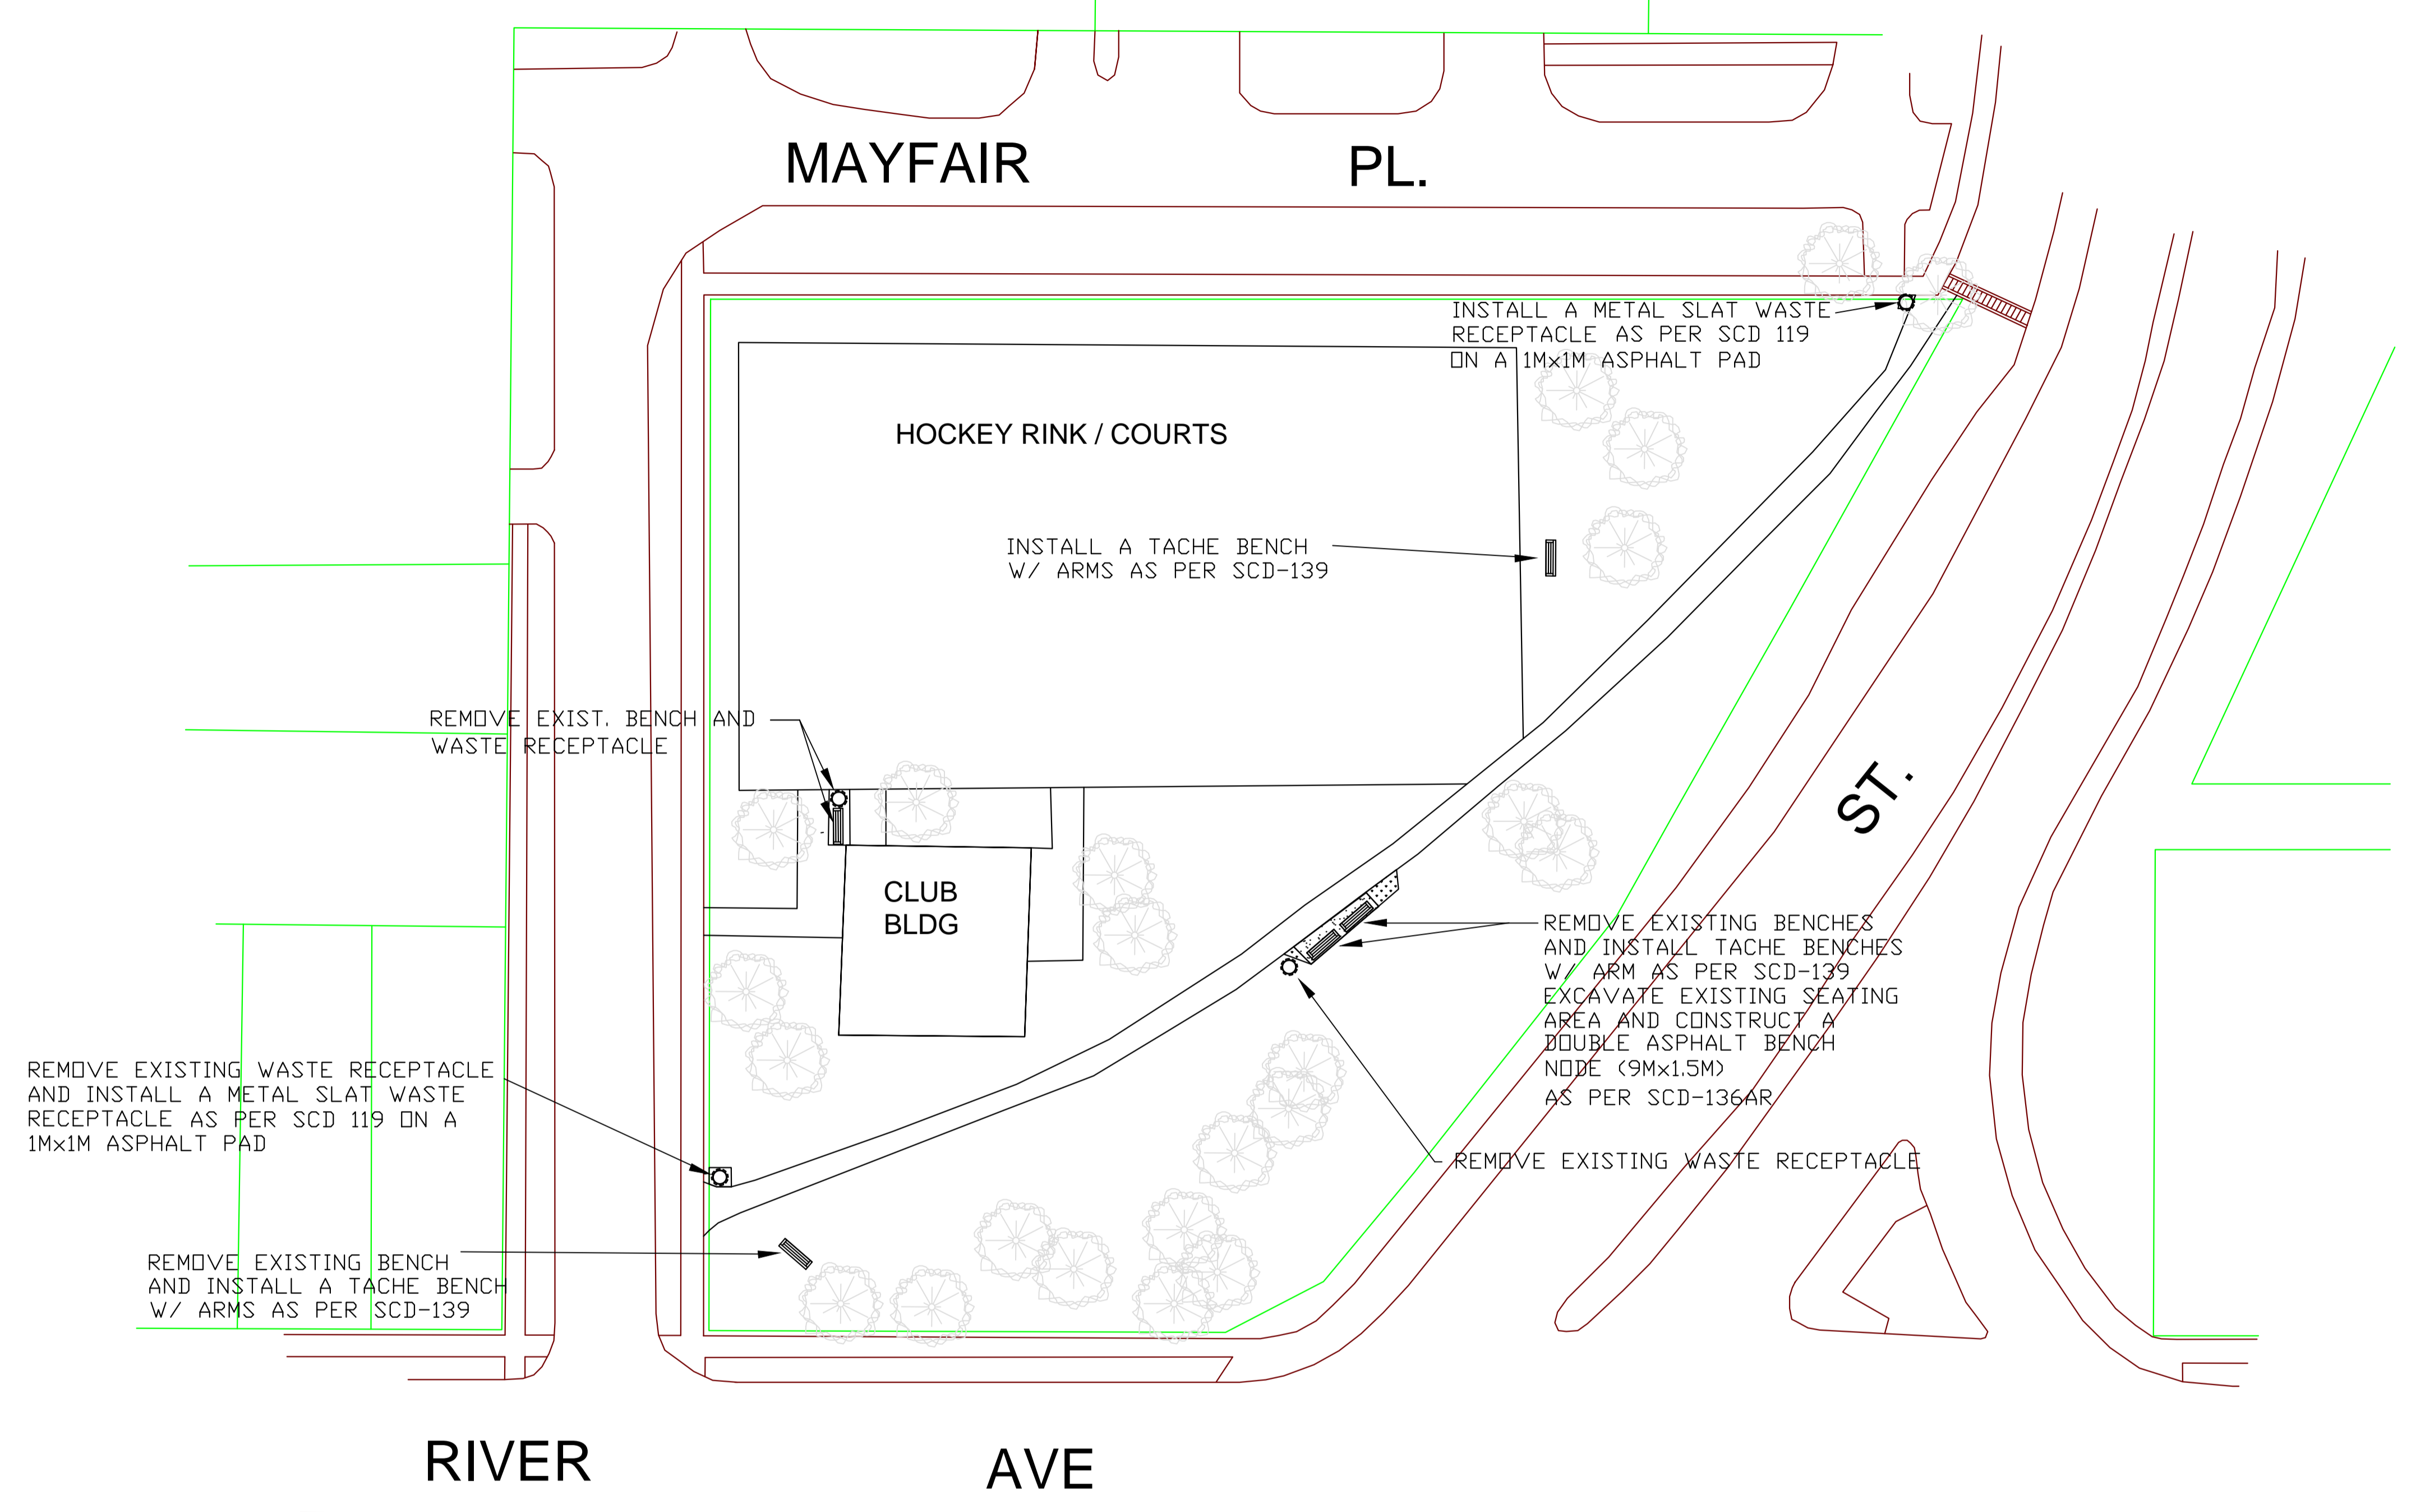 MAYFAIR PL.
INSTALL A METAL SLAT WASTE
RECEPTACLE AS PER SCD 119
ON A 1Mx1M ASPHALT PAD
HOCKEY RINK / COURTS
INSTALL A TACHE BENCH
W/ ARMS AS PER SCD-139
REMOVE EXIST. BENCH AND
WASTE RECEPTACLE
ST.
CLUB
BLDG
REMOVE EXISTING BENCHES
AND INSTALL TACHE BENCHES
W/ ARM AS PER SCD-139
EXCAVATE EXISTING SEATING
AREA AND CONSTRUCT A
DOUBLE ASPHALT BENCH
NODE (9Mx1.5M)
AS PER SCD-136AR
REMOVE EXISTING WASTE RECEPTACLE
AND INSTALL A METAL SLAT WASTE
RECEPTACLE AS PER SCD 119 ON A
1Mx1M ASPHALT PAD
REMOVE EXISTING WASTE RECEPTACLE
REMOVE EXISTING BENCH
AND INSTALL A TACHE BENCH
W/ ARMS AS PER SCD-139
RIVER AVE